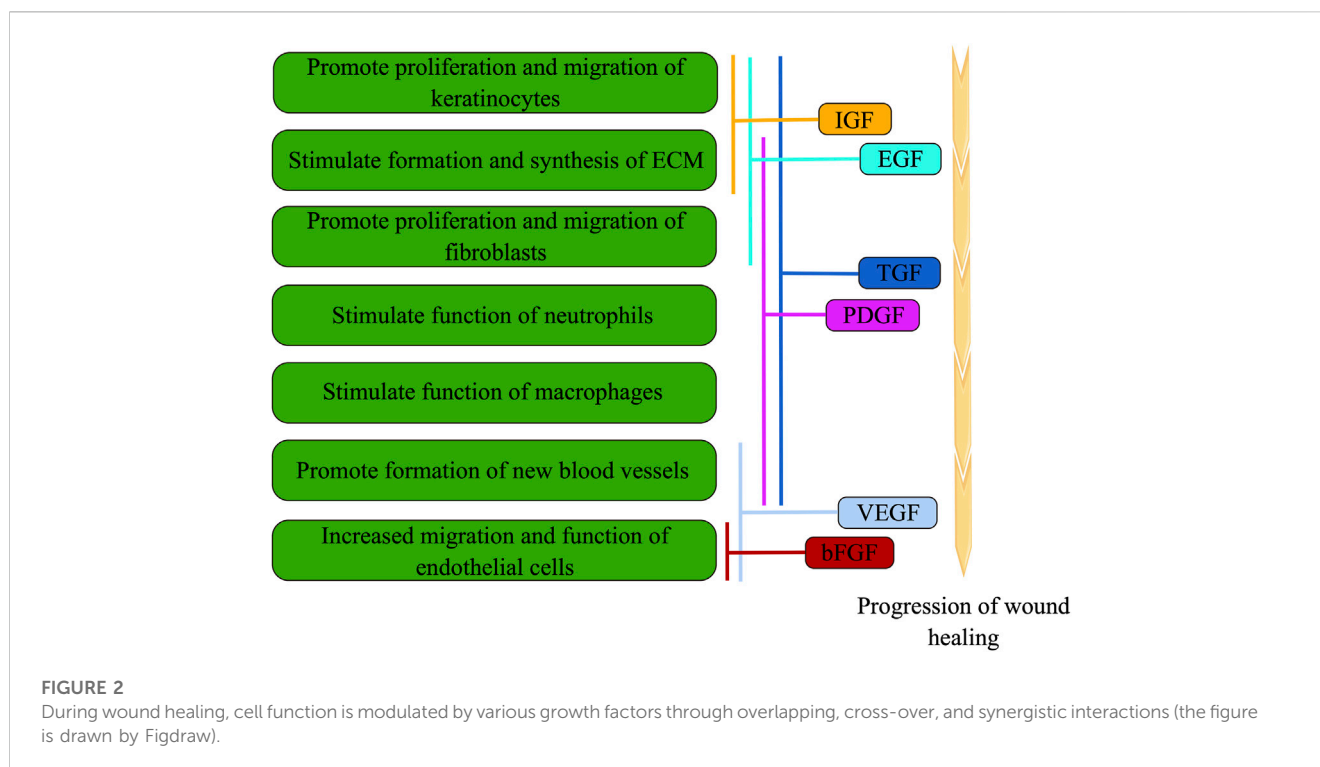 Promote proliferation and migration of
keratinocytes
IGF
Stimulate formation and synthesis of ECM
EGF
Promote proliferation and migration of
fibroblasts
TGF
Stimulate function of neutrophils
PDGF
Stimulate function of macrophages
Promote formation of new blood vessels
VEGF
Increased migration and function of
endothelial cells
bFGF
Progression of wound
healing
FIGURE 2
During wound healing, cell function is modulated by various growth factors through overlapping, cross-over, and synergistic interactions (the figure
is drawn by Figdraw).